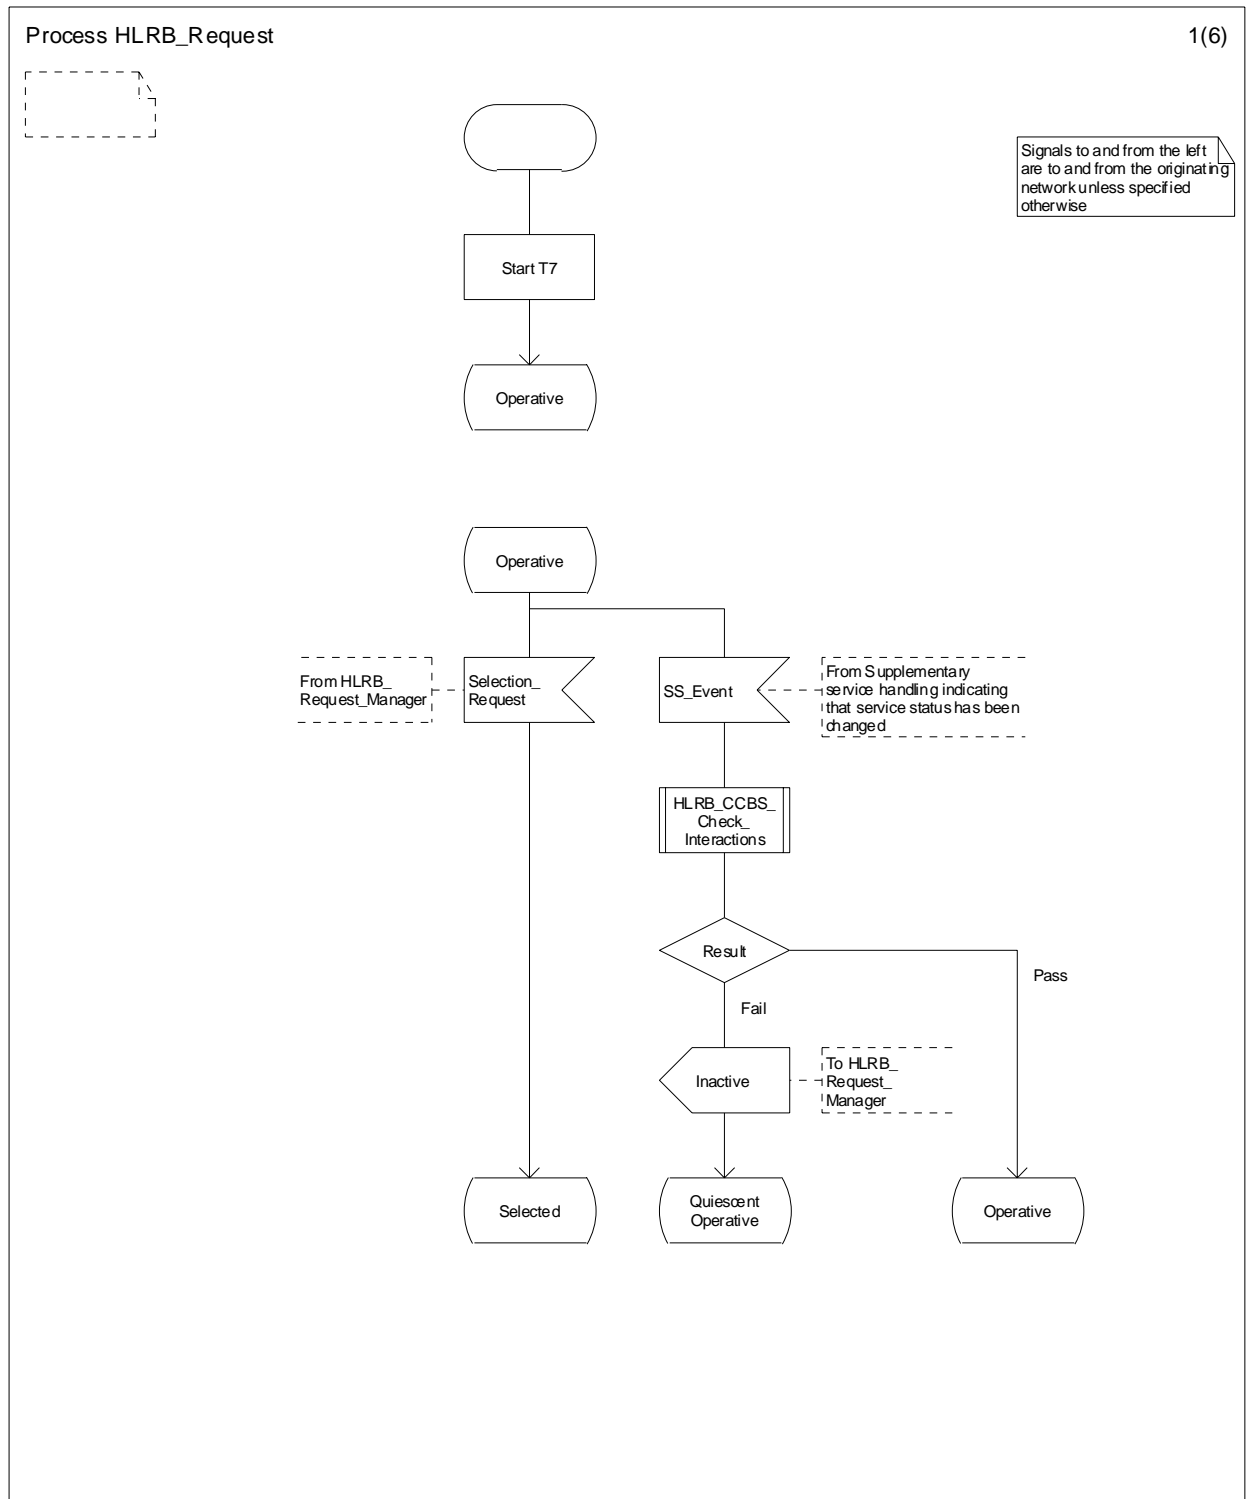 Process HLRB_Request
1(6)
Signals to and from the left
are to and from the originating
network unless specified
otherwise
Start T7
Operative
Operative
From HLRB_
Request_Manager
Selection_
Request
SS_Event
From Supplementary
service handling indicating
that service status has been
changed
HLRB_CCBS_
Check_
Interactions
Result
Pass
Fail
Inactive
To HLRB_
Request_
Manager
Selected
Quiescent
Operative
Operative